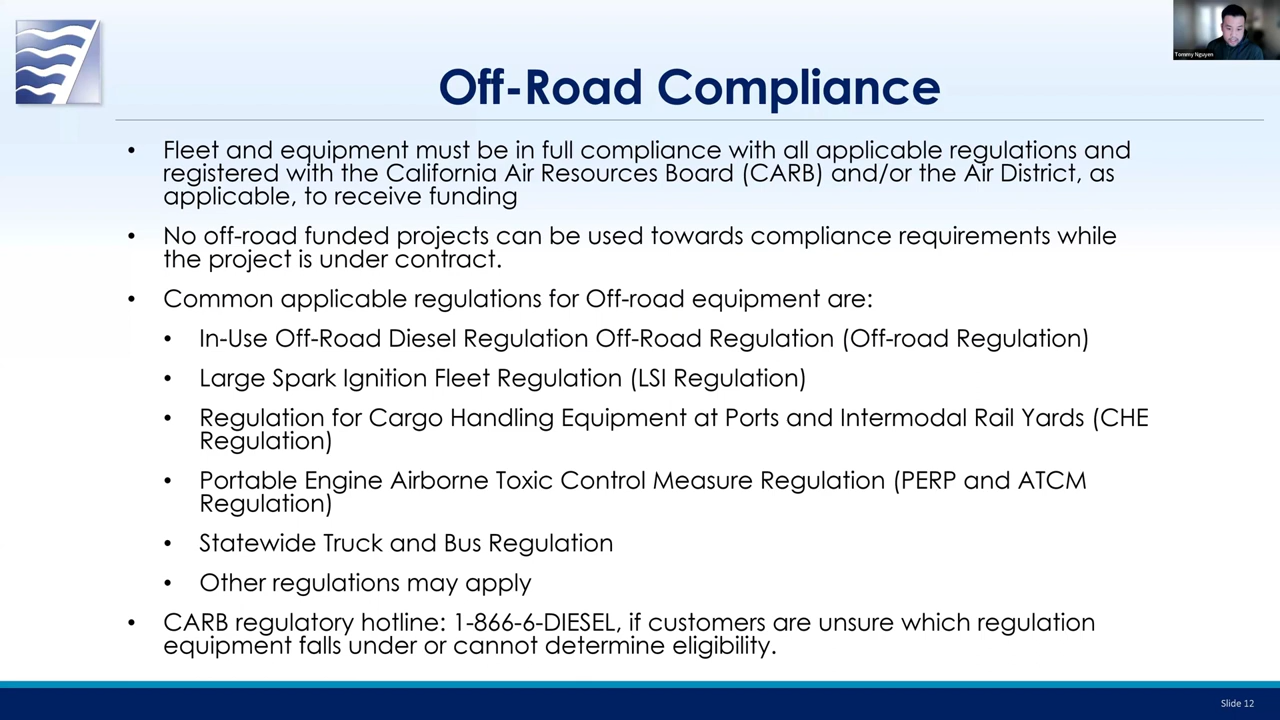 Tommy Nguyen
Off-Road Compliance
• Fleet and equipment must be in full compliance with all applicable regulations and
registered with the California Air Resources Board (CARB) and/or the Air District, as
applicable, to receive funding
• No off-road funded projects can be used towards compliance requirements while
the project is under contract.
• Common applicable regulations for Off-road equipment are:
• In-Use Off-Road Diesel Regulation Off-Road Regulation (Off-road Regulation)
• Large Spark Ignition Fleet Regulation (LSI Regulation)
• Regulation for Cargo Handling Equipment at Ports and Intermodal Rail Yards (CHE
Regulation)
• Portable Engine Airborne Toxic Control Measure Regulation (PERP and ATCM
Regulation)
• Statewide Truck and Bus Regulation
• Other regulations may apply
• CARB regulatory hotline: 1-866-6-DIESEL, if customers are unsure which regulation
equipment falls under or cannot determine eligibility.
Slide 12